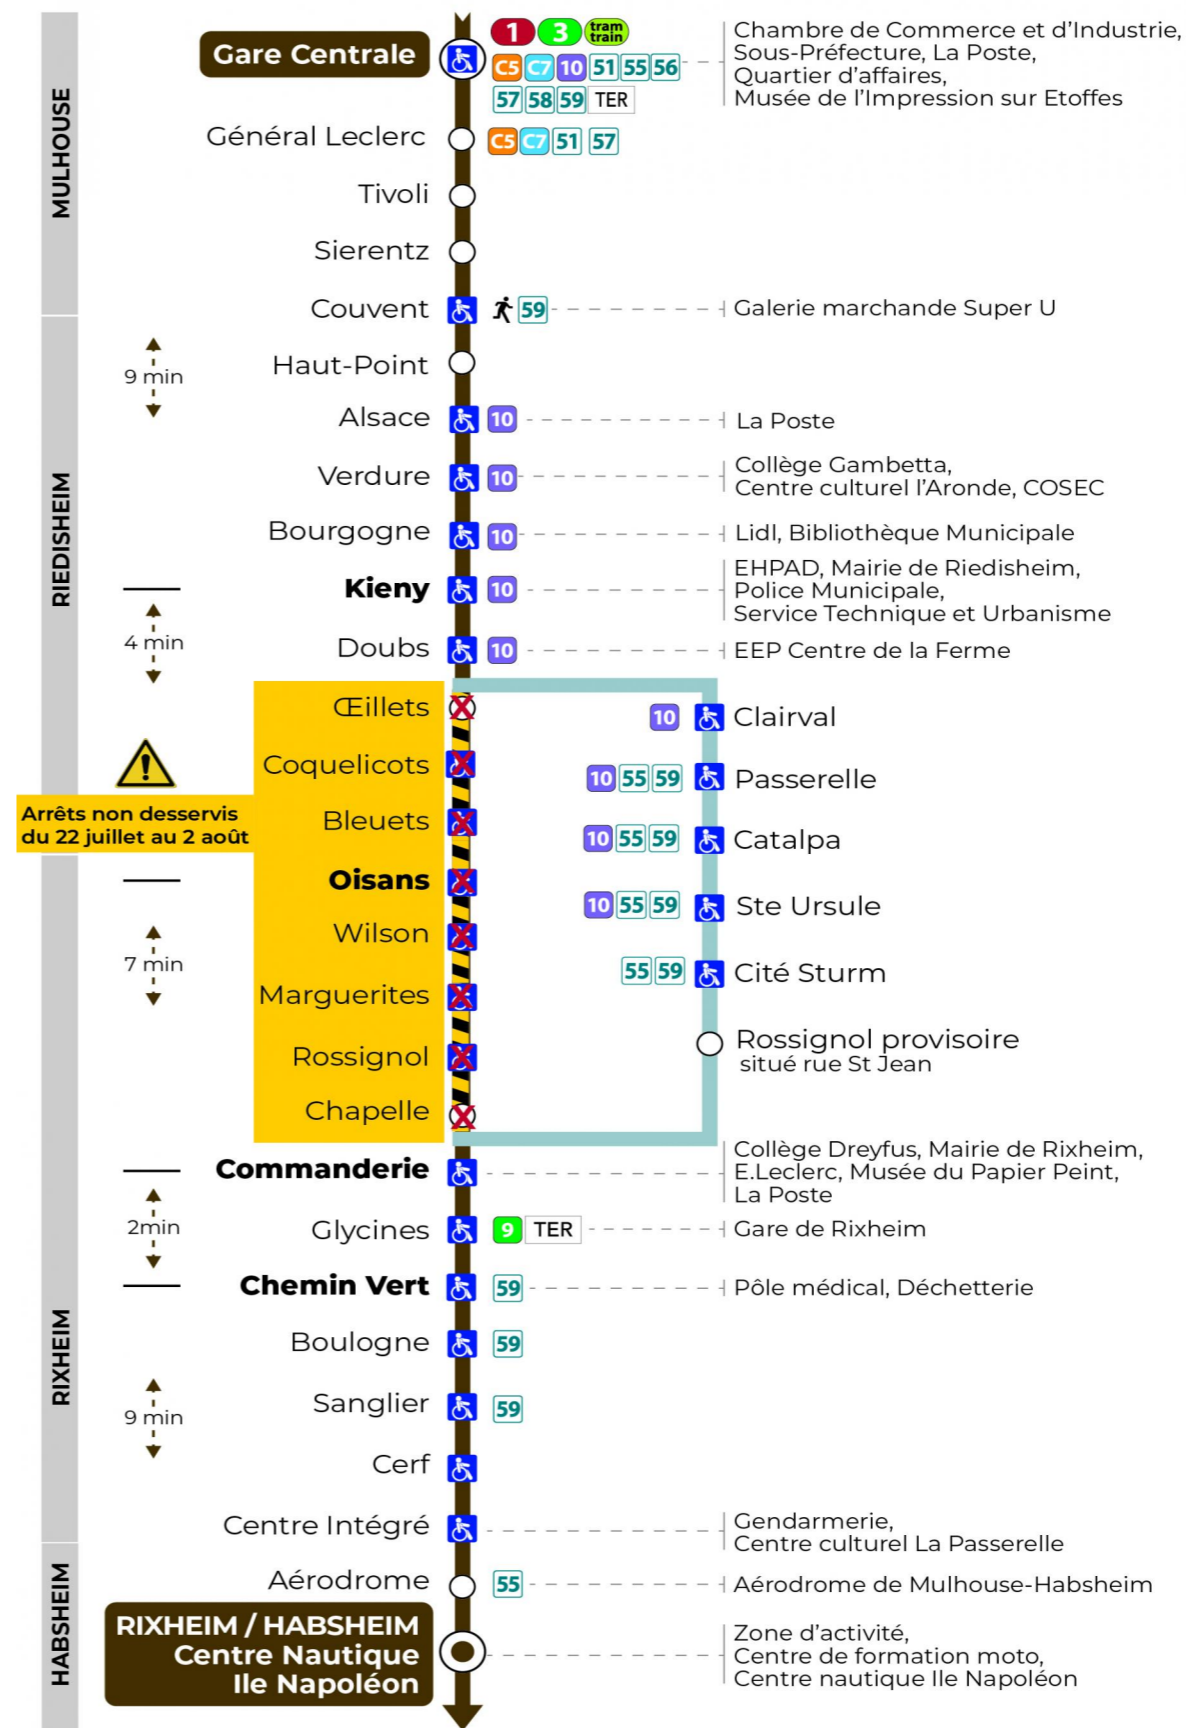 MULHOUSE
Gare Centrale
1 3 tram train
C5 C7 10 51 55 56
57 58 59 TER
Chambre de Commerce et d'Industrie,
Sous-Préfecture, La Poste,
Quartier d'affaires,
Musée de l'Impression sur Etoffes
Général Leclerc C5 C7 51 57
Tivoli
Sierentz
Couvent 59 Galerie marchande Super U
RIEDISHEIM
9 min
Haut-Point
Alsace 10 La Poste
Verdure 10
Collège Gambetta,
Centre culturel l'Aronde, COSEC
Bourgogne 10 Lidl, Bibliothèque Municipale
Kieny 10
EHPAD, Mairie de Riedisheim,
Police Municipale,
Service Technique et Urbanisme
4 min
Doubs 10 EEP Centre de la Ferme
Œillets
Coquelicots
Bleuets
Oisans
Wilson
Marguerites
Rossignol
Chapelle
Arrêts non desservis
du 22 juillet au 2 août
7 min
10 Clairval
10 55 59 Passerelle
10 55 59 Catalpa
10 55 59 Ste Ursule
55 59 Cité Sturm
Rossignol provisoire
situé rue St Jean
RIXHEIM
Commanderie
Collège Dreyfus, Mairie de Rixheim,
E.Leclerc, Musée du Papier Peint,
La Poste
2min
Glycines 9 TER Gare de Rixheim
Chemin Vert 59 Pôle médical, Déchetterie
Boulogne 59
Sanglier 59
9 min
Cerf
Centre Intégré
Gendarmerie,
Centre culturel La Passerelle
HABSHEIM
Aérodrome 55 Aérodrome de Mulhouse-Habsheim
RIXHEIM / HABSHEIM
Centre Nautique
Ile Napoléon
Zone d'activité,
Centre de formation moto,
Centre nautique Ile Napoléon